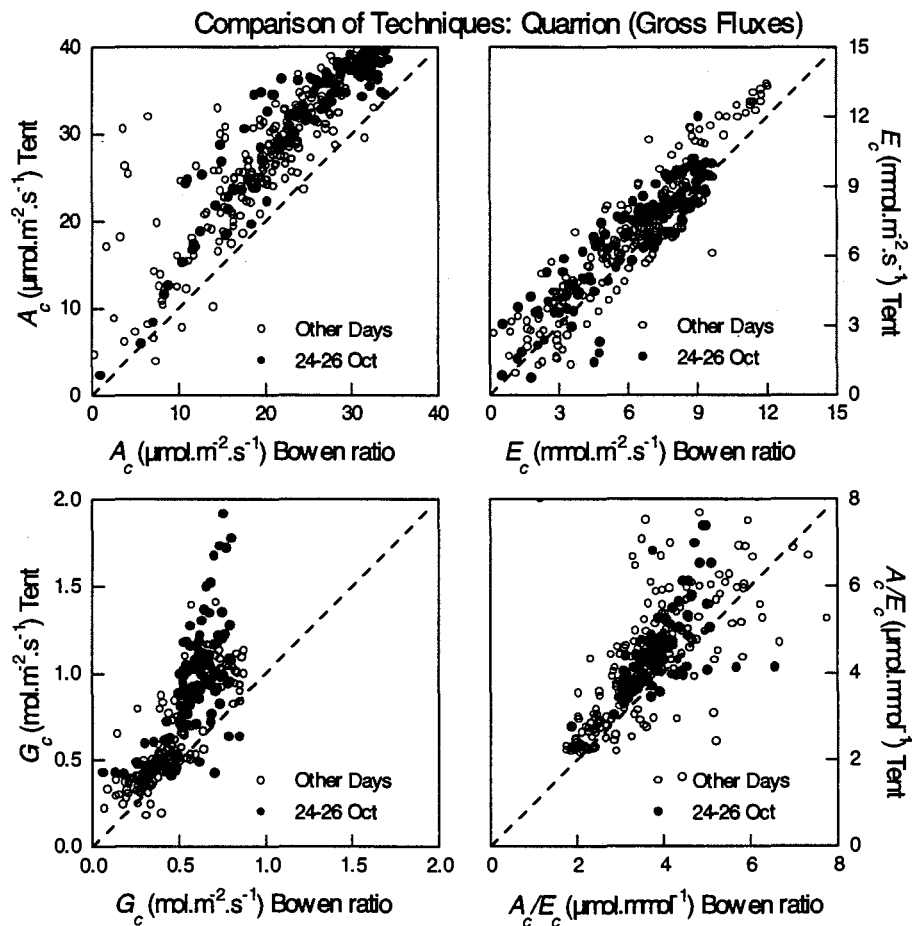 Comparison of Techniques: Quarrion (Gross Fluxes)
40
30
20
10
0
A_c (µmol.m⁻².s⁻¹) Tent
Other Days
24-26 Oct
0 10 20 30 40
A_c (µmol.m⁻².s⁻¹) Bowen ratio
15
12
9
6
3
0
E_c (mmol.m⁻².s⁻¹) Tent
Other Days
24-26 Oct
0 3 6 9 12 15
E_c (mmol.m⁻².s⁻¹) Bowen ratio
2.0
1.5
1.0
0.5
0.0
G_c (mol.m⁻².s⁻¹) Tent
Other Days
24-26 Oct
0.0 0.5 1.0 1.5 2.0
G_c (mol.m⁻².s⁻¹) Bowen ratio
8
6
4
2
0
A_c/E_c (µmol.mmol⁻¹) Tent
Other Days
24-26 Oct
0 2 4 6 8
A_c/E_c (µmol.mmol⁻¹) Bowen ratio